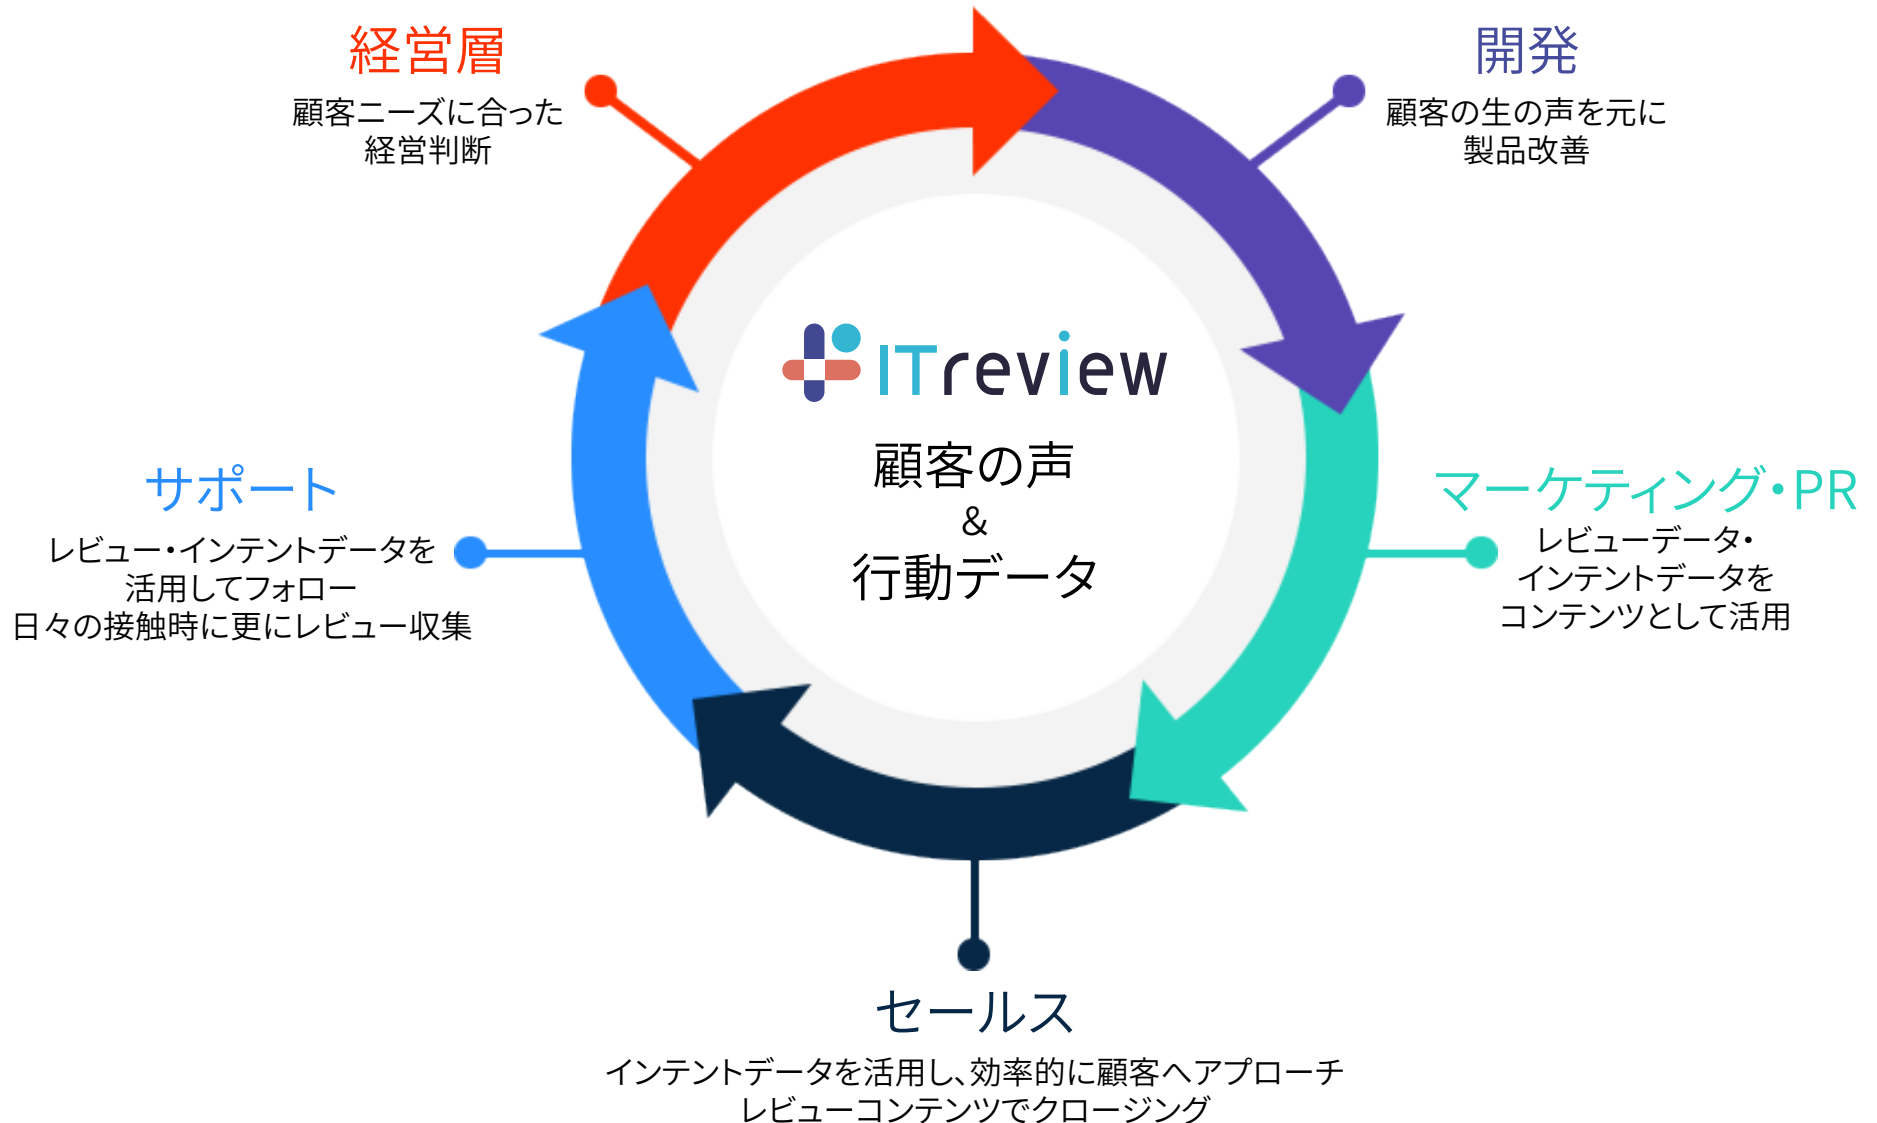 経営層
顧客ニーズに合った
経営判断
開発
顧客の生の声を元に
製品改善
ITreview
顧客の声
&
行動データ
サポート
レビュー・インテントデータを
活用してフォロー
日々の接触時に更にレビュー収集
マーケティング・PR
レビューデータ・
インテントデータを
コンテンツとして活用
セールス
インテントデータを活用し、効率的に顧客へアプローチ
レビューコンテンツでクロージング